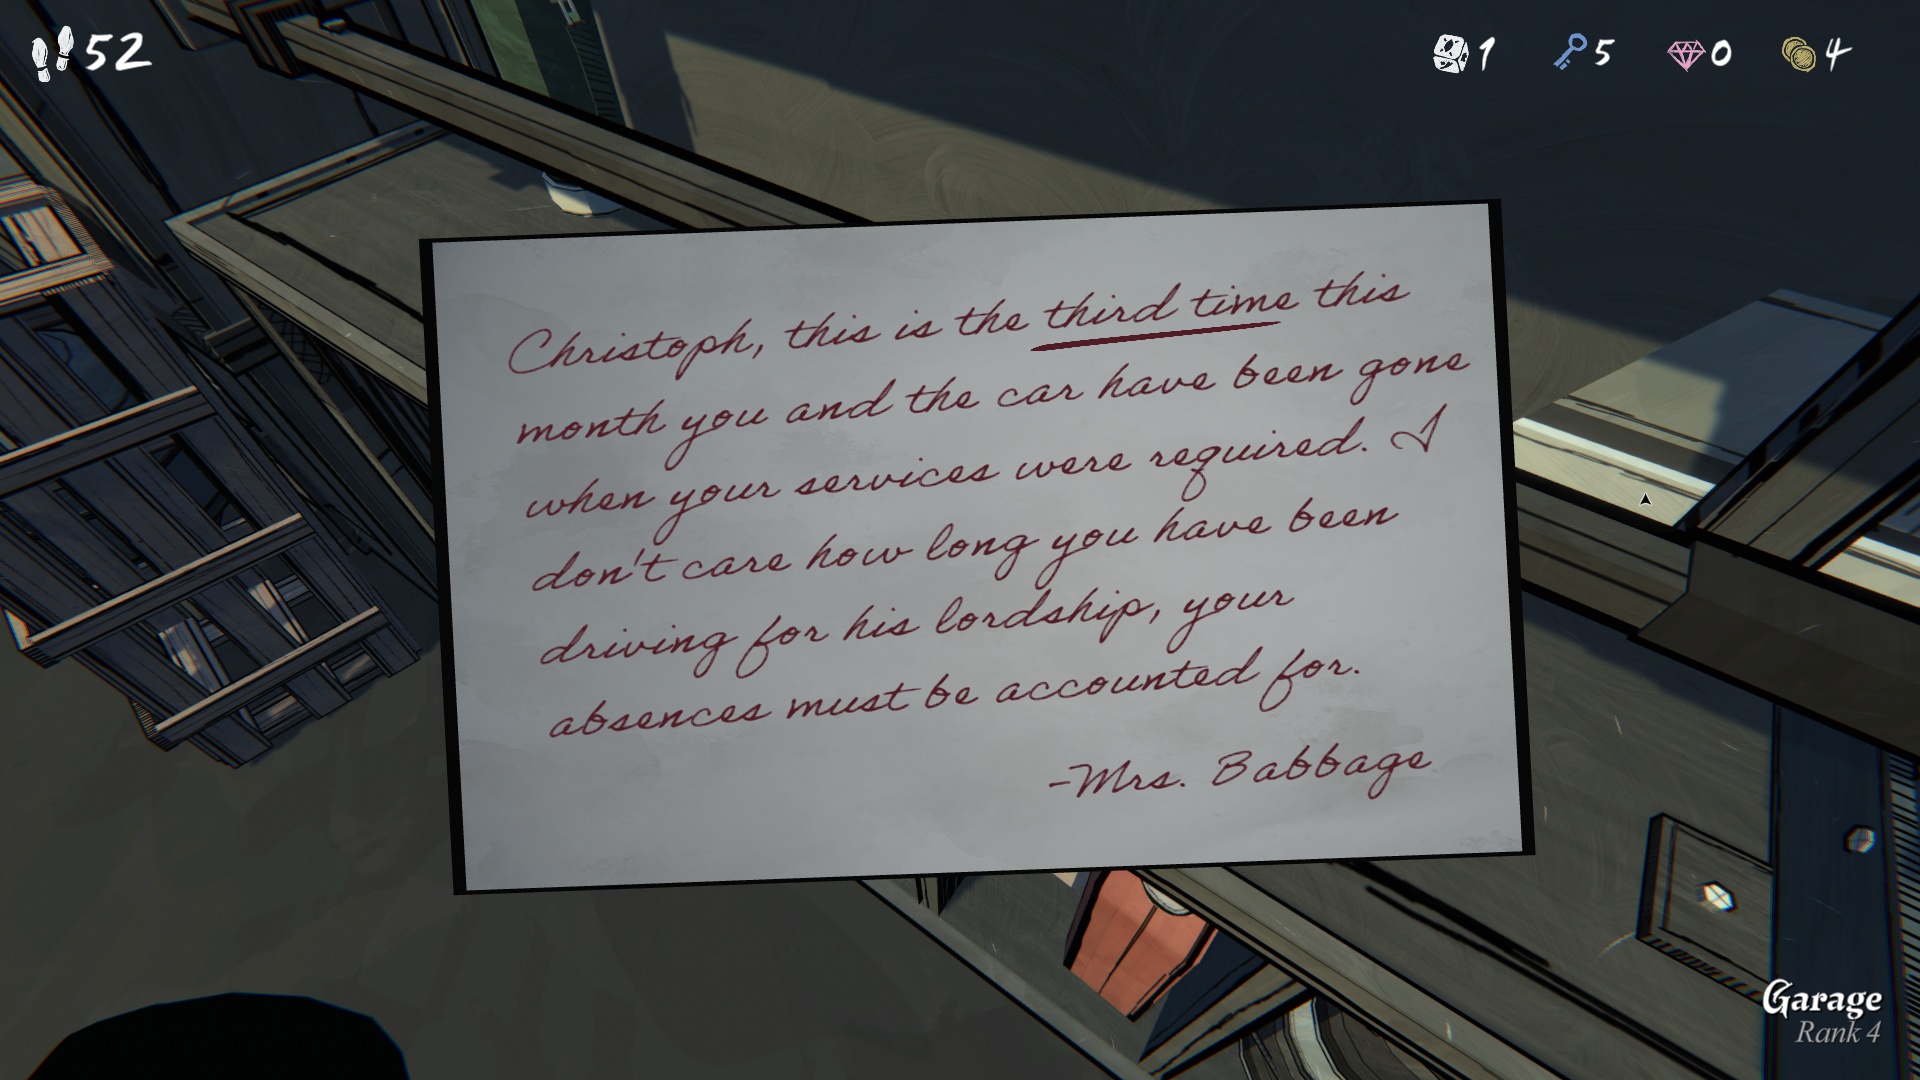 52
1 5 0 4
Christoph, this is the third time this
month you and the car have been gone
when your services were required. I
don't care how long you have been
driving for his lordship, your
absences must be accounted for.
-Mrs. Babbage
Garage
Rank 4